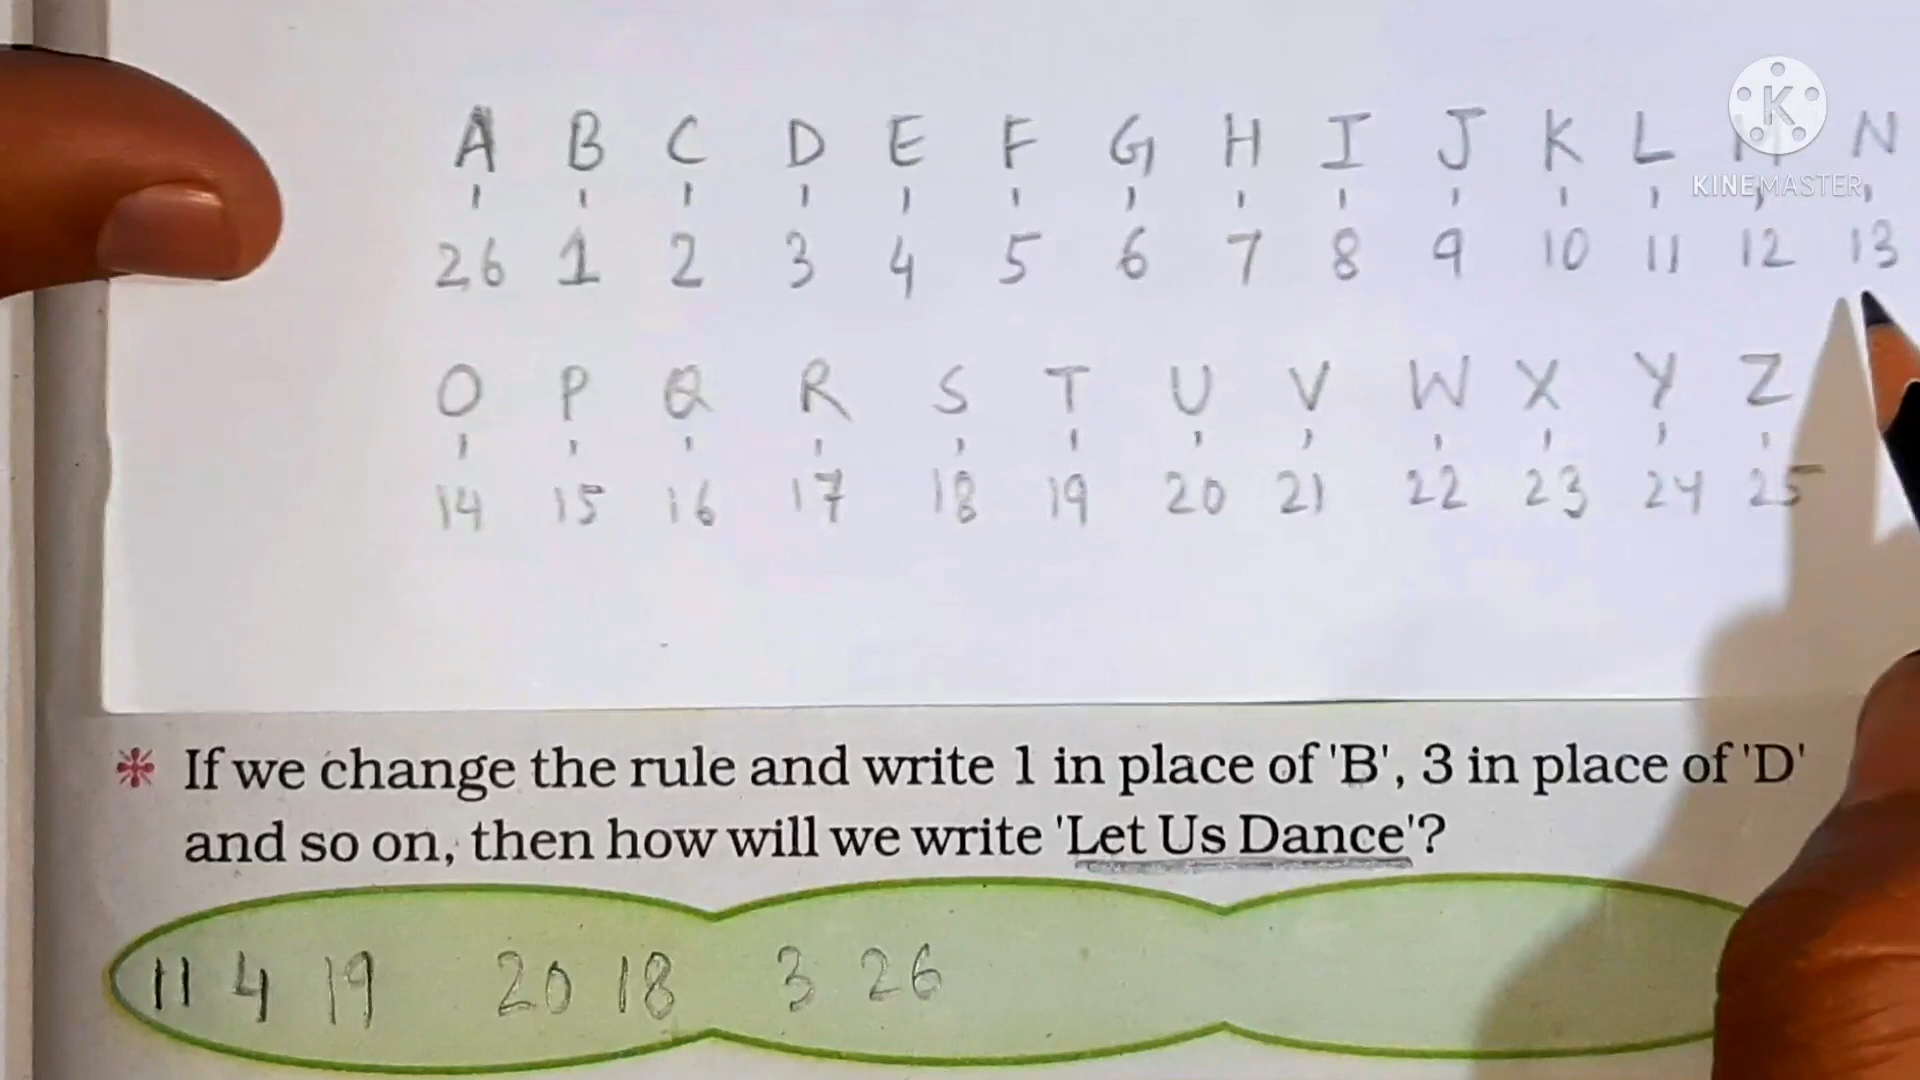 A B C D E F G H I J K L M N
26 1 2 3 4 5 6 7 8 9 10 11 12 13
O P Q R S T U V W X Y Z
14 15 16 17 18 19 20 21 22 23 24 25
K
KINEMASTER
* If we change the rule and write 1 in place of 'B', 3 in place of 'D'
and so on, then how will we write 'Let Us Dance'?
11 4 19 20 18 3 26